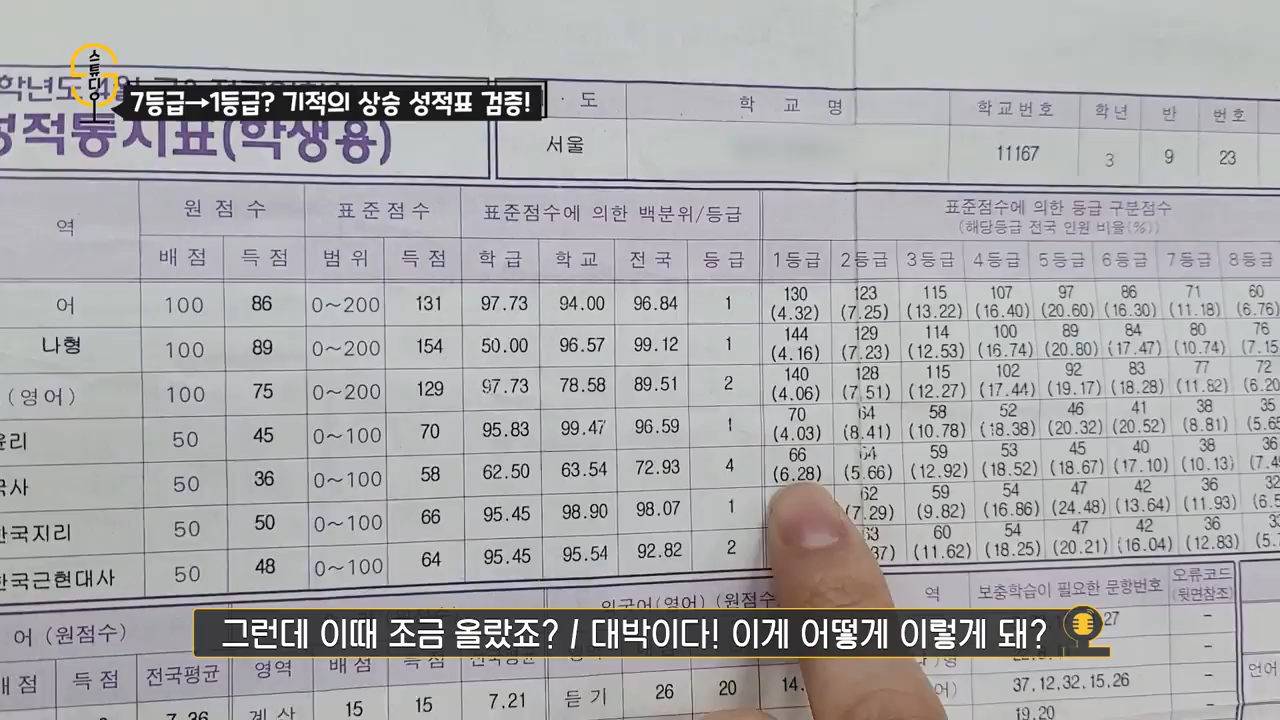 스튜디오
7등급→1등급? 기적의 상승 성적표 검증!
성적통지표(학생용)
도 학교명 학교번호 학년 반 번호
서울 11167 3 9 23
역 원점수 표준점수 표준점수에 의한 백분위/등급 표준점수에 의한 등급 구분점수
(해당등급 전국 인원 비율(%))
배점 득점 범위 득점 학급 학교 전국 등급 1등급 2등급 3등급 4등급 5등급 6등급 7등급 8등급
어 100 86 0~200 131 97.73 94.00 96.84 1 130 123 115 107 97 86 71 60
(4.32) (7.25) (13.22) (16.40) (20.60) (16.30) (11.18) (6.76)
나형 100 89 0~200 154 50.00 96.57 99.12 1 144 129 114 100 89 84 80 76
(4.16) (7.23) (12.53) (16.74) (20.80) (17.47) (10.74) (7.15
(영어) 100 75 0~200 129 97.73 78.58 89.51 2 140 128 115 102 92 83 77 72
(4.06) (7.51) (12.27) (17.44) (19.17) (18.28) (11.82) (6.20
윤리 50 45 0~100 70 95.83 99.47 96.59 1 70 64 58 52 46 41 38 35
(4.03) (8.41) (10.78) (18.38) (20.32) (20.52) (8.81) (5.65
국사 50 36 0~100 58 62.50 63.54 72.93 4 66 64 59 53 45 40 38 36
(6.28) (5.66) (12.92) (18.52) (18.67) (17.10) (10.13) (7.4
한국지리 50 50 0~100 66 95.45 98.90 98.07 1 62 59 54 47 42 36 32
(7.29) (9.82) (16.86) (24.48) (13.64) (11.93) (6.
한국근현대사 50 48 0~100 64 95.45 95.54 92.82 2 63 60 54 47 42 36
37) (11.62) (18.25) (20.21) (16.04) (12.83) (5.
어 (원점수) 외국어(영어) (원점수 역 보충학습이 필요한 문항번호 오류코드
(뒷면참조)
그런데 이때 조금 올랐죠? / 대박이다! 이게 어떻게 이렇게 돼?
27 –
배점 득점 전국평균 영역 배점 –
어) 37,12,32,15,26 – 언어
7.36 계산 15 15 7.21 듣기 26 20 14.
19,20 –